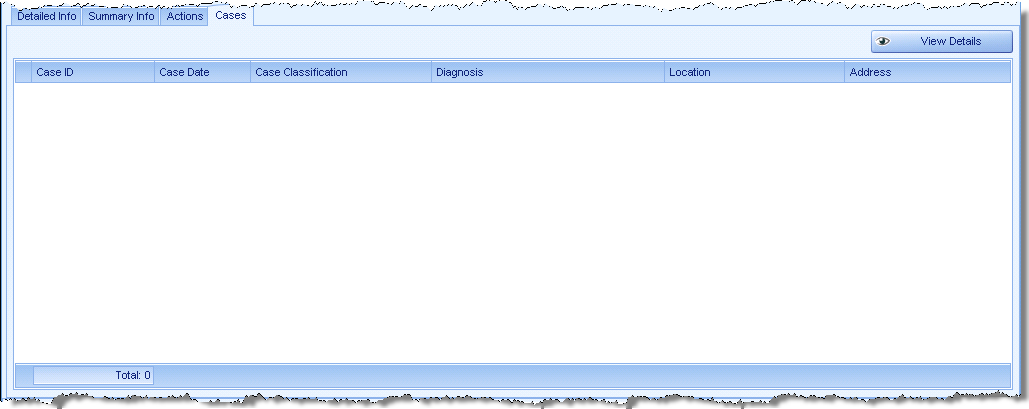 Detailed Info Summary Info Actions Cases
View Details
Case ID Case Date Case Classification Diagnosis Location Address
Total: 0